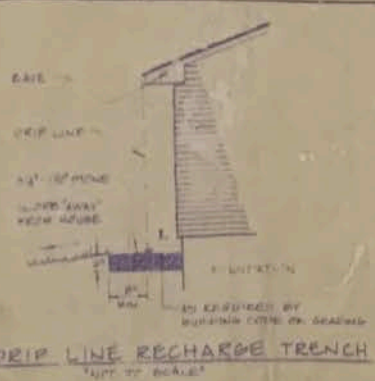 EAVE
DRIP LINE
STONE
SLOPE AWAY
FROM HOUSE
AS REQUIRED BY
BUILDING CODE OR GRADING
DRIP LINE RECHARGE TRENCH
"NOT TO SCALE"